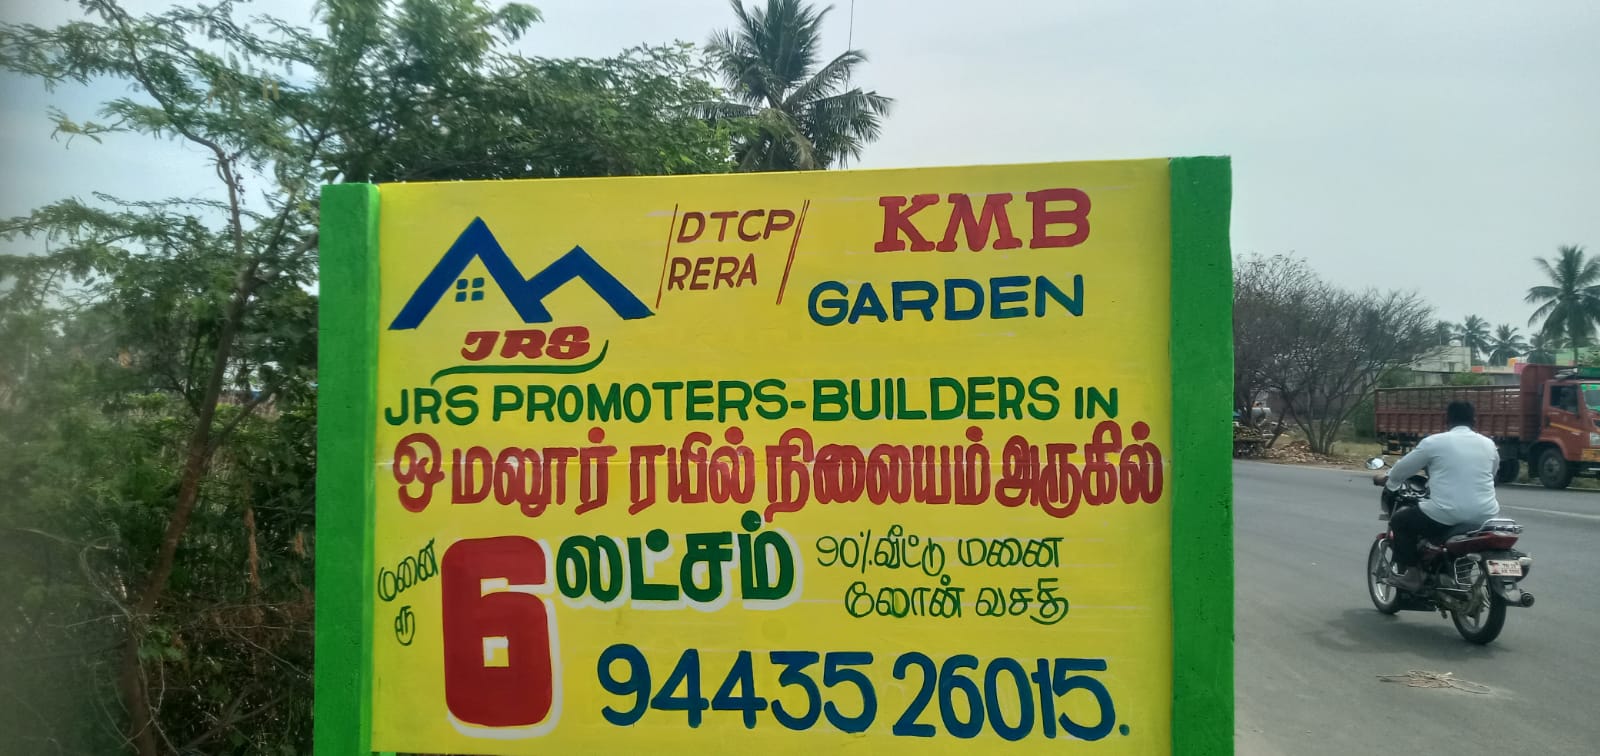 DTCP
RERA
KMB
GARDEN
JRS
JRS PROMOTERS-BUILDERS IN
ஓமலூர் ரயில் நிலையம் அருகில்
மனை
ரூ
6 லட்சம்
90% வீட்டு மனை
லோன் வசதி
94435 26015.